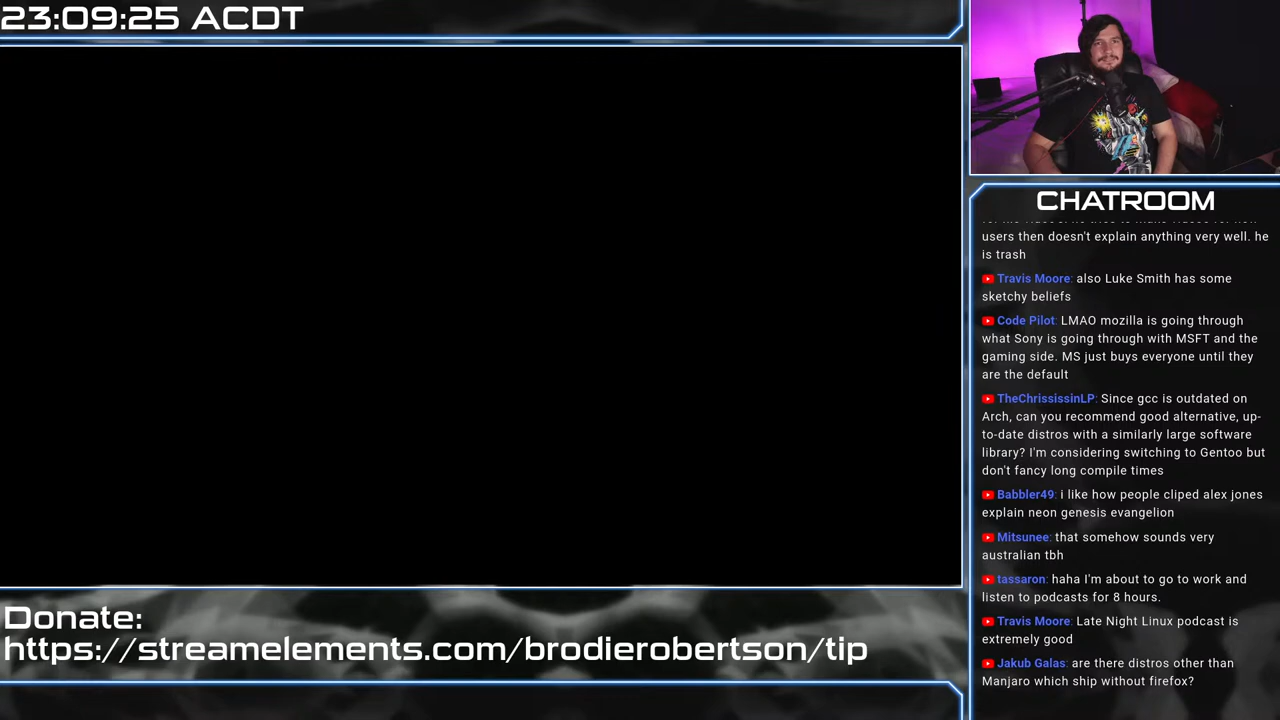 23:09:25 ACDT
CHATROOM
users then doesn't explain anything very well. he
is trash
Travis Moore: also Luke Smith has some
sketchy beliefs
Code Pilot: LMAO mozilla is going through
what Sony is going through with MSFT and the
gaming side. MS just buys everyone until they
are the default
TheChrississinLP: Since gcc is outdated on
Arch, can you recommend good alternative, up-
to-date distros with a similarly large software
library? I'm considering switching to Gentoo but
don't fancy long compile times
Babbler49: i like how people cliped alex jones
explain neon genesis evangelion
Mitsunee: that somehow sounds very
australian tbh
tassaron: haha I'm about to go to work and
listen to podcasts for 8 hours.
Travis Moore: Late Night Linux podcast is
extremely good
Jakub Galas: are there distros other than
Manjaro which ship without firefox?
Donate:
https://streamelements.com/brodierobertson/tip